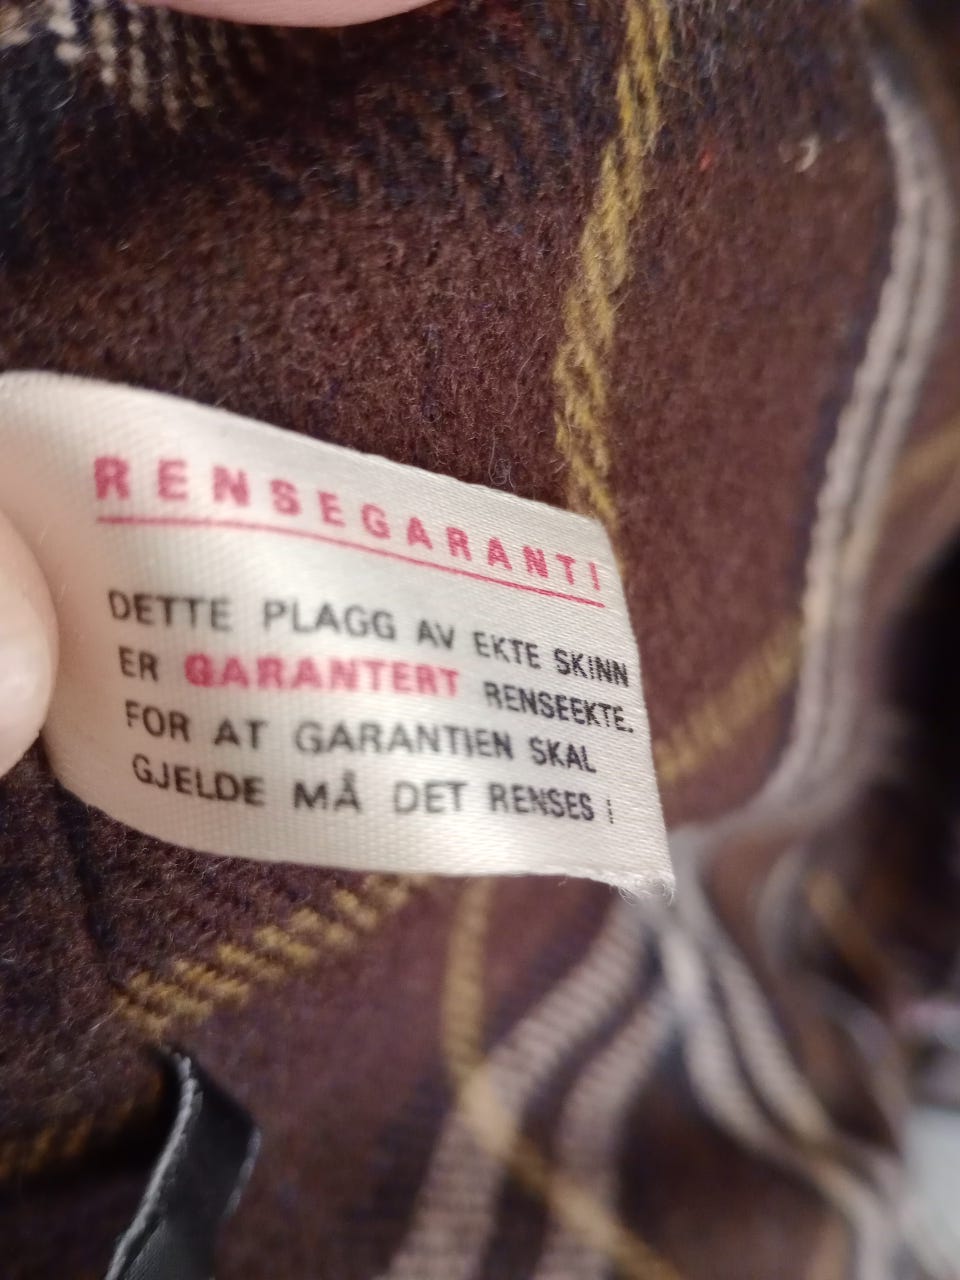 RENSEGARANTI
DETTE PLAGG AV EKTE SKINN
ER GARANTERT RENSEEKTE.
FOR AT GARANTIEN SKAL
GJELDE MÅ DET RENSES